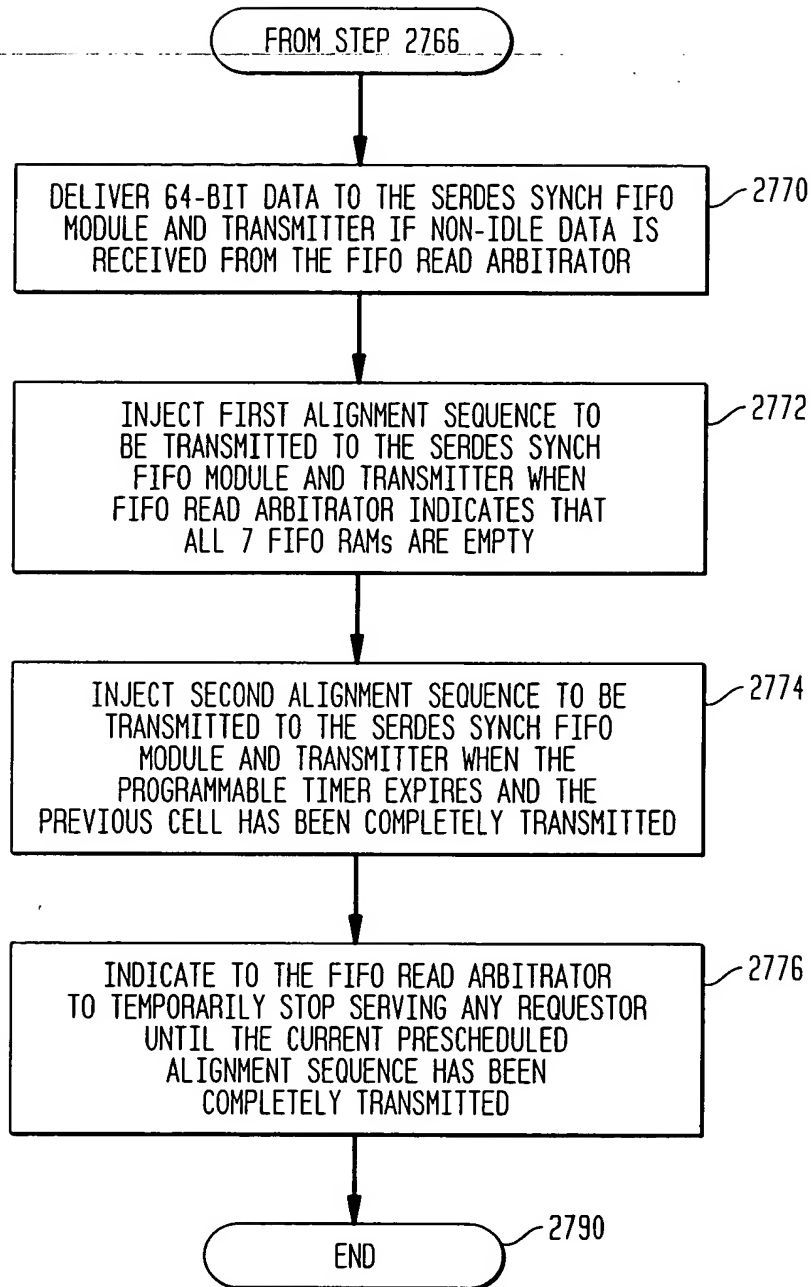 FROM STEP 2766
DELIVER 64-BIT DATA TO THE SERDES SYNCH FIFO
MODULE AND TRANSMITTER IF NON-IDLE DATA IS
RECEIVED FROM THE FIFO READ ARBITRATOR
2770
INJECT FIRST ALIGNMENT SEQUENCE TO
BE TRANSMITTED TO THE SERDES SYNCH
FIFO MODULE AND TRANSMITTER WHEN
FIFO READ ARBITRATOR INDICATES THAT
ALL 7 FIFO RAMs ARE EMPTY
2772
INJECT SECOND ALIGNMENT SEQUENCE TO BE
TRANSMITTED TO THE SERDES SYNCH FIFO
MODULE AND TRANSMITTER WHEN THE
PROGRAMMABLE TIMER EXPIRES AND THE
PREVIOUS CELL HAS BEEN COMPLETELY TRANSMITTED
2774
INDICATE TO THE FIFO READ ARBITRATOR
TO TEMPORARILY STOP SERVING ANY REQUESTOR
UNTIL THE CURRENT PRESCHEDULED
ALIGNMENT SEQUENCE HAS BEEN
COMPLETELY TRANSMITTED
2776
END
2790